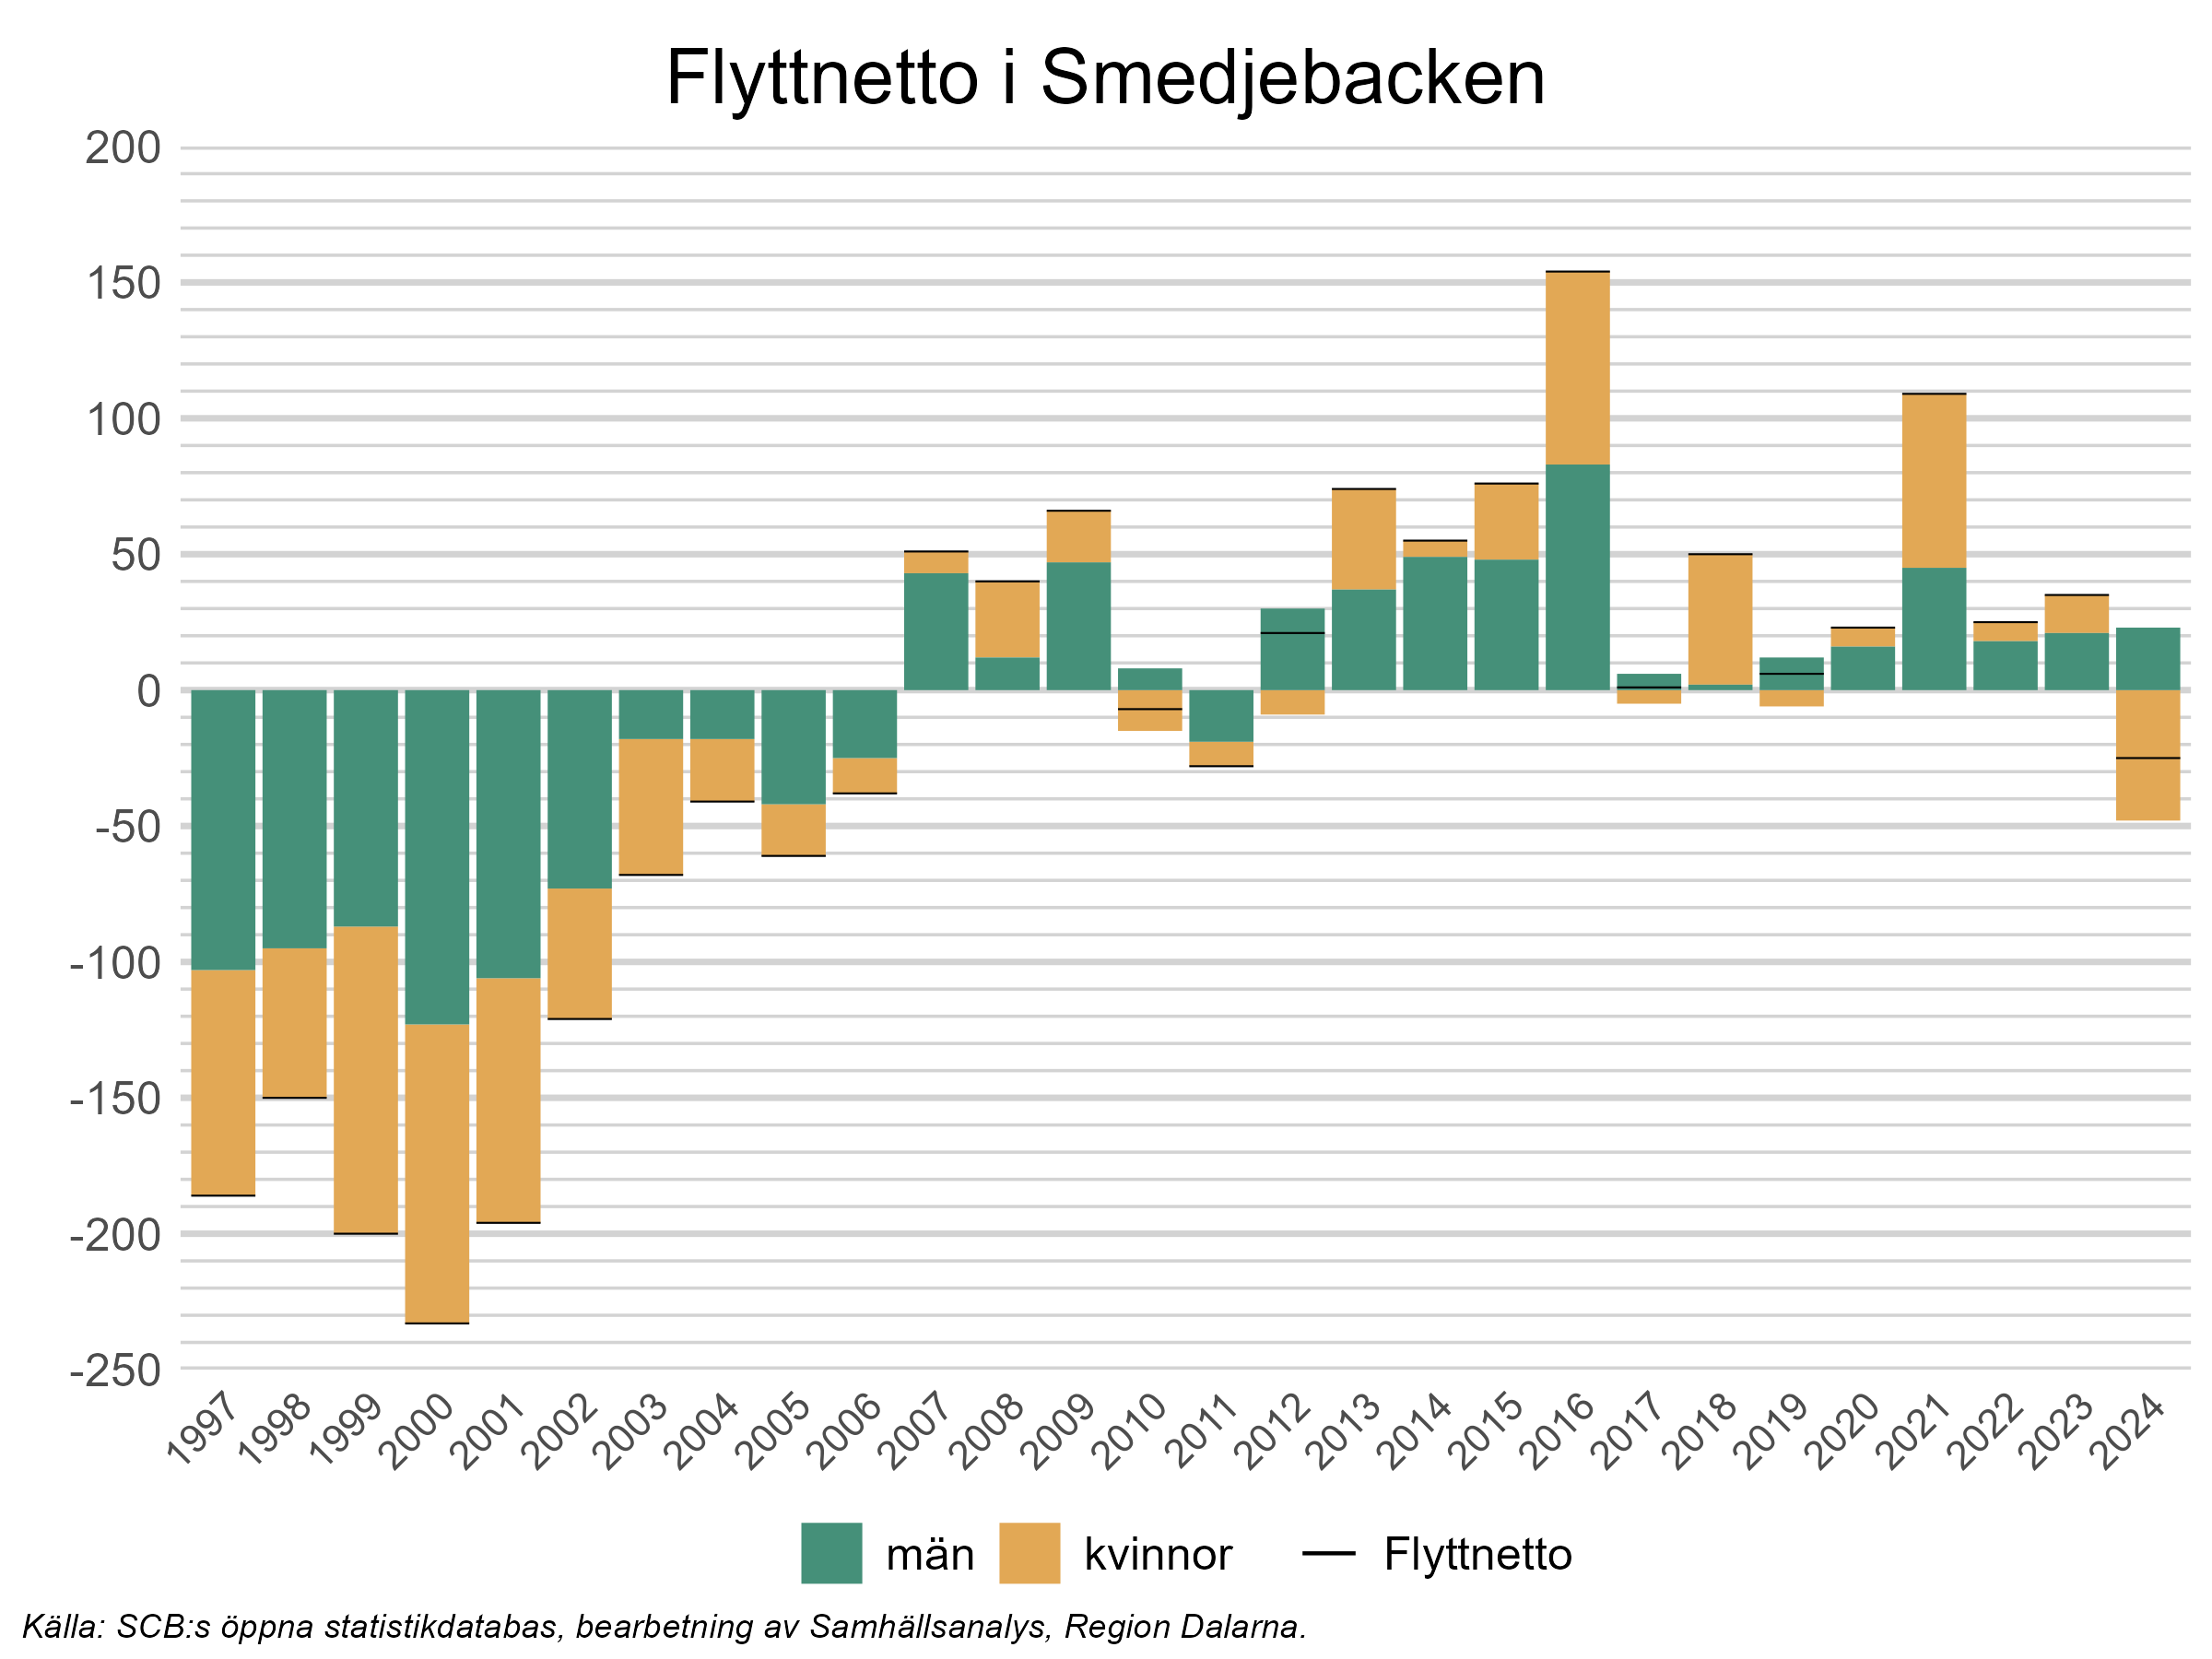 Flyttnetto i Smedjebacken
200
150
100
50
0
-50
-100
-150
-200
-250
1997 1998 1999 2000 2001 2002 2003 2004 2005 2006 2007 2008 2009 2010 2011 2012 2013 2014 2015 2016 2017 2018 2019 2020 2021 2022 2023 2024
män kvinnor Flyttnetto
Källa: SCB:s öppna statistikdatabas, bearbetning av Samhällsanalys, Region Dalarna.